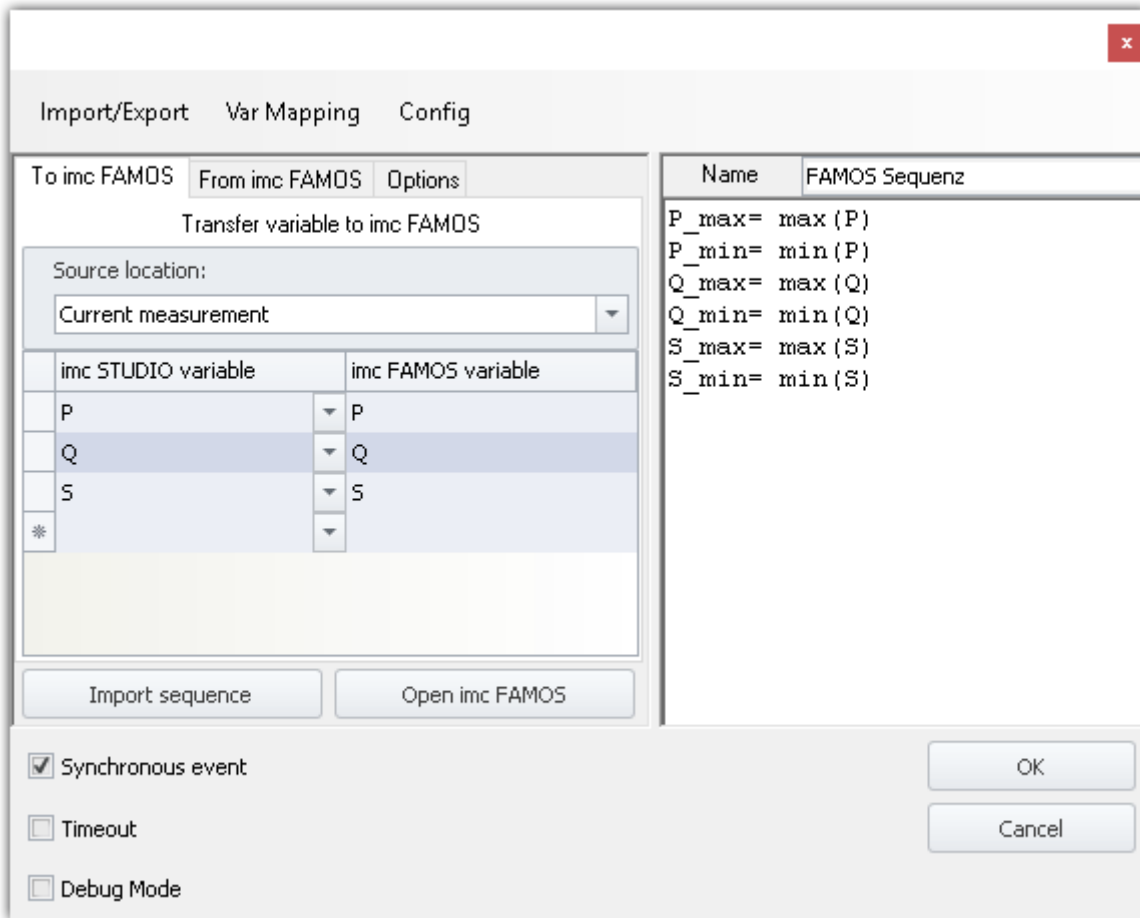 x
Import/Export Var Mapping Config
To imc FAMOS From imc FAMOS Options
Transfer variable to imc FAMOS
Source location:
Current measurement
imc STUDIO variable imc FAMOS variable
P P
Q Q
S S
Import sequence Open imc FAMOS
Name FAMOS Sequenz
P_max= max(P)
P_min= min(P)
Q_max= max(Q)
Q_min= min(Q)
S_max= max(S)
S_min= min(S)
Synchronous event
Timeout
Debug Mode
OK
Cancel